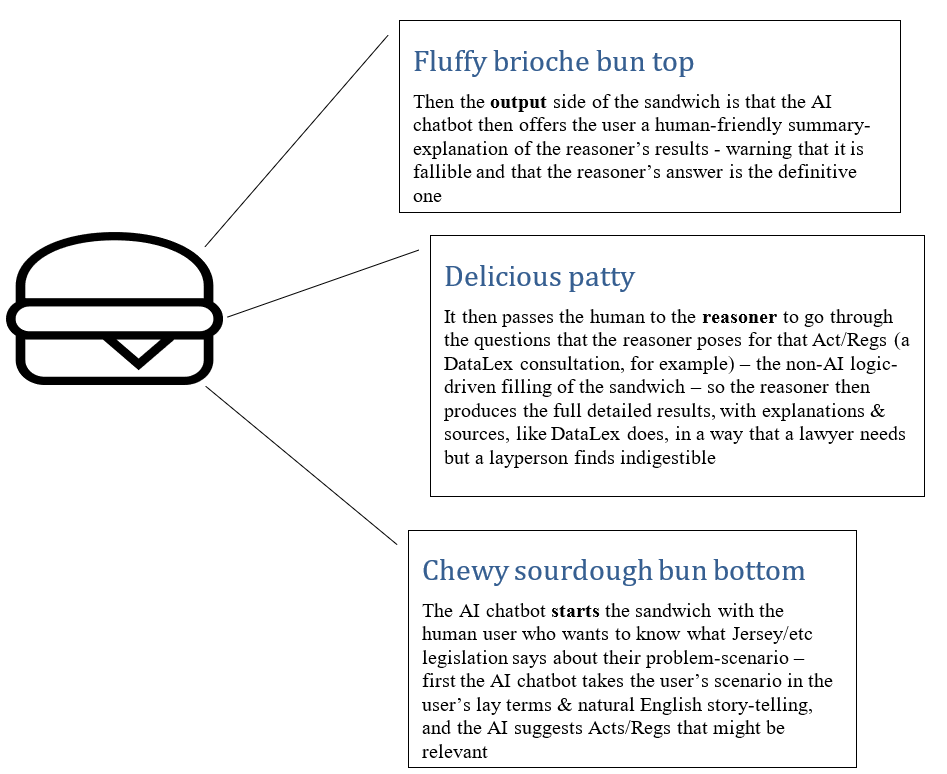 Fluffy brioche bun top
Then the output side of the sandwich is that the AI
chatbot then offers the user a human-friendly summary-
explanation of the reasoner’s results - warning that it is
fallible and that the reasoner’s answer is the definitive
one
Delicious patty
It then passes the human to the reasoner to go through
the questions that the reasoner poses for that Act/Regs (a
DataLex consultation, for example) – the non-AI logic-
driven filling of the sandwich – so the reasoner then
produces the full detailed results, with explanations &
sources, like DataLex does, in a way that a lawyer needs
but a layperson finds indigestible
Chewy sourdough bun bottom
The AI chatbot starts the sandwich with the
human user who wants to know what Jersey/etc
legislation says about their problem-scenario –
first the AI chatbot takes the user’s scenario in the
user’s lay terms & natural English story-telling,
and the AI suggests Acts/Regs that might be
relevant